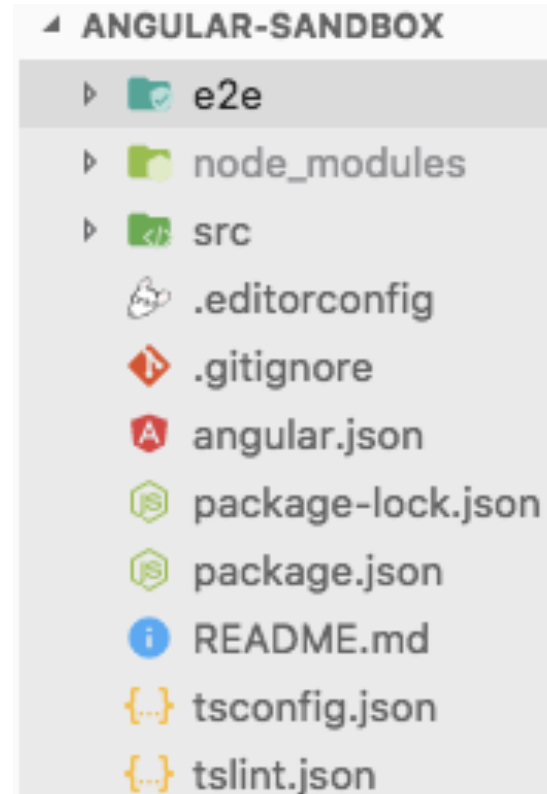 ANGULAR-SANDBOX
e2e
node_modules
src
.editorconfig
.gitignore
angular.json
package-lock.json
package.json
README.md
tsconfig.json
tslint.json